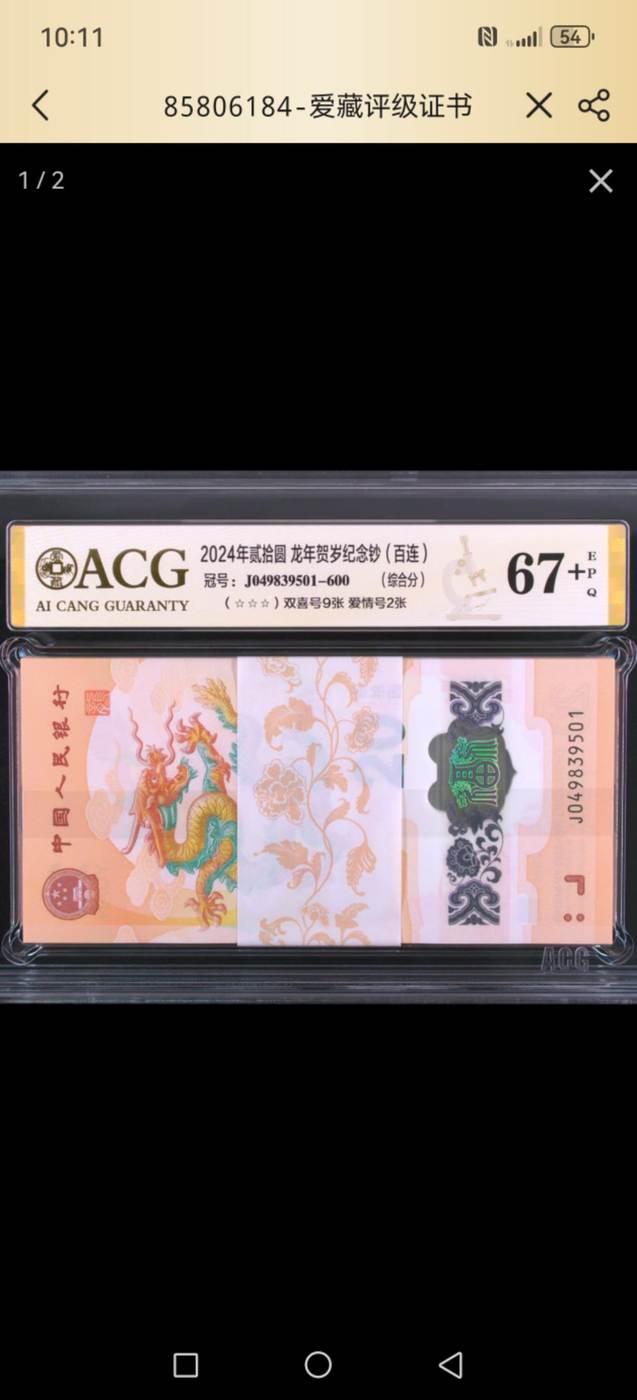 10:11
54
85806184-爱藏评级证书
1 / 2
ACG
AI CANG GUARANTY
2024年贰拾圆 龙年贺岁纪念钞（百连）
冠号：J049839501-600 （综合分）
（☆☆☆）双喜号9张 爱情号2张
67+
EPQ
中国人民银行
J049839501
ACG